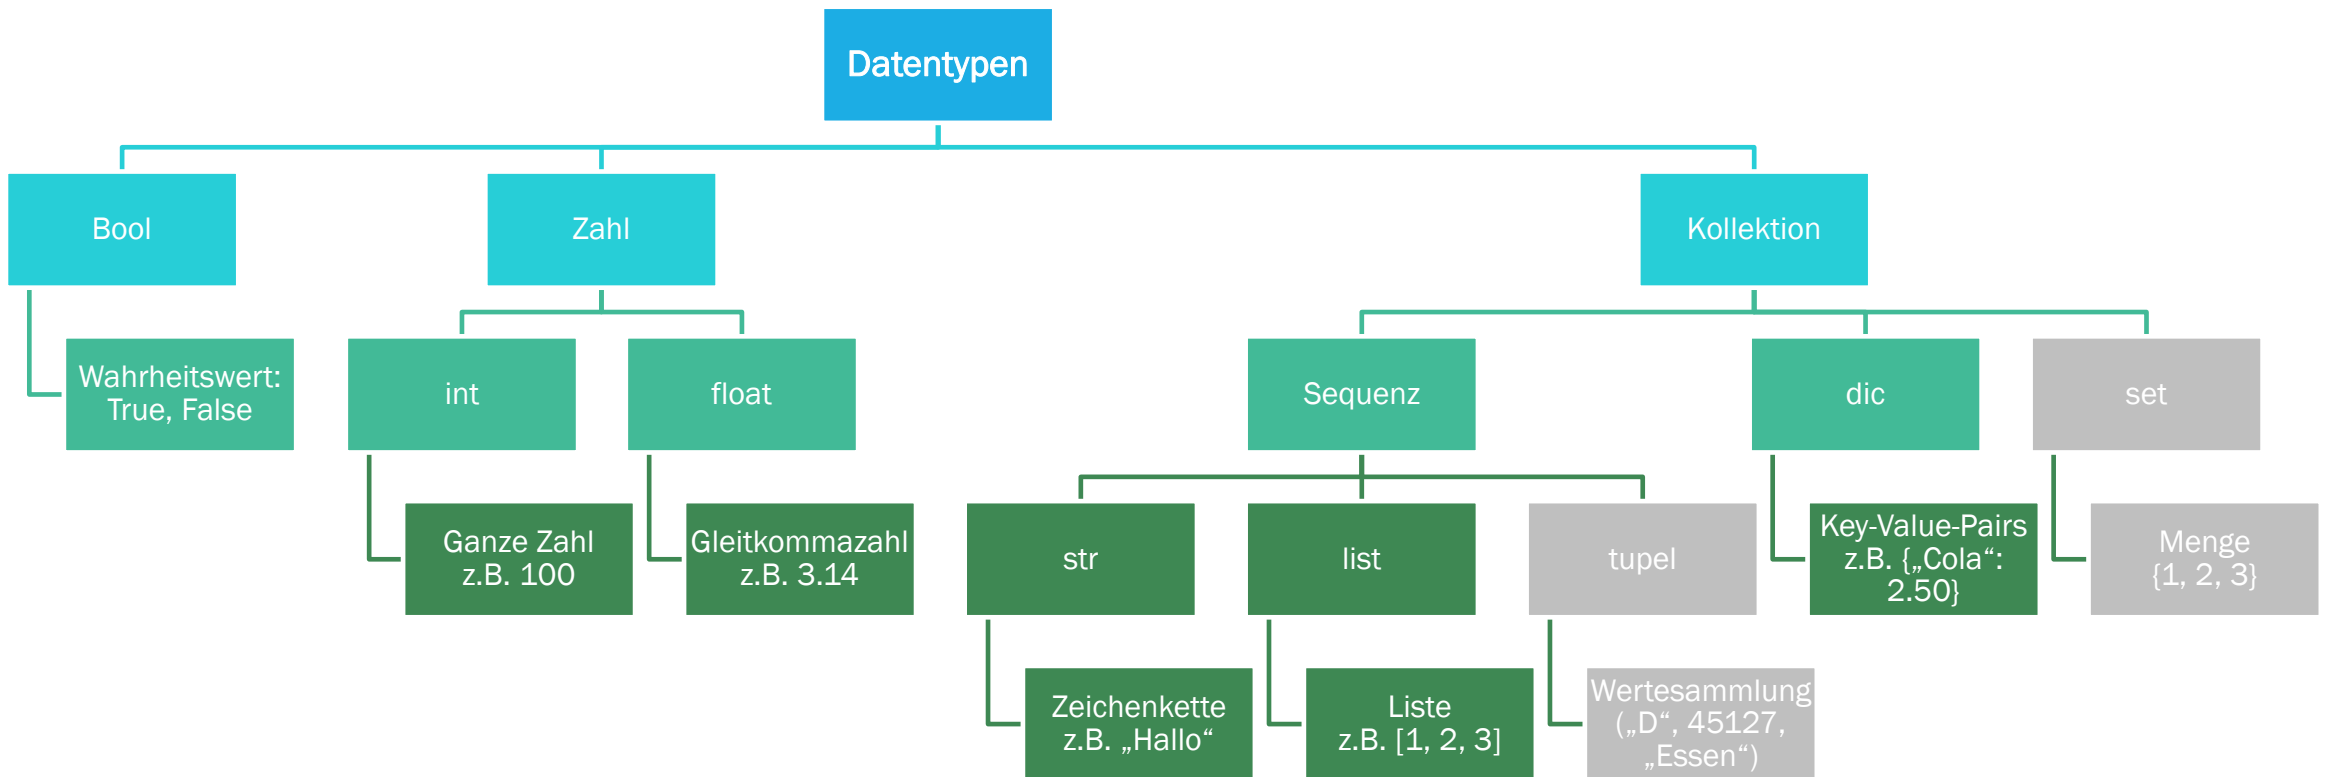 Datentypen
Bool
Zahl
Kollektion
Wahrheitswert:
True, False
int
float
Sequenz
dic
set
Ganze Zahl
z.B. 100
Gleitkommazahl
z.B. 3.14
str
list
tupel
Key-Value-Pairs
z.B. {„Cola“:
2.50}
Menge
{1, 2, 3}
Zeichenkette
z.B. „Hallo“
Liste
z.B. [1, 2, 3]
Wertesammlung
(„D“, 45127,
„Essen“)